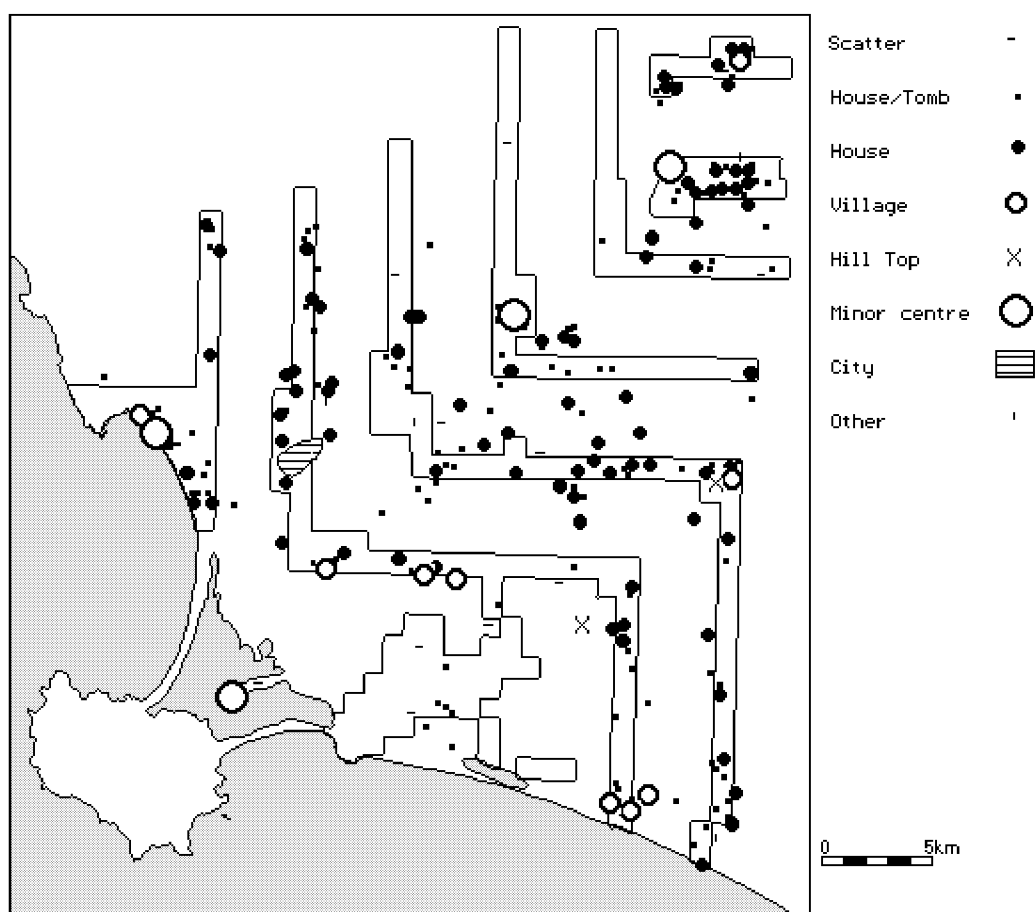 Scatter
House/Tomb
House
Village
Hill Top
Minor centre
City
Other
0 5km